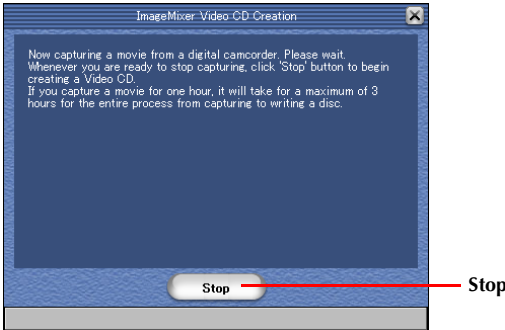 ImageMixer Video CD Creation
Now capturing a movie from a digital camcorder. Please wait.
Whenever you are ready to stop capturing, click 'Stop' button to begin
creating a Video CD.
If you capture a movie for one hour, it will take for a maximum of 3
hours for the entire process from capturing to writing a disc.
Stop
Stop